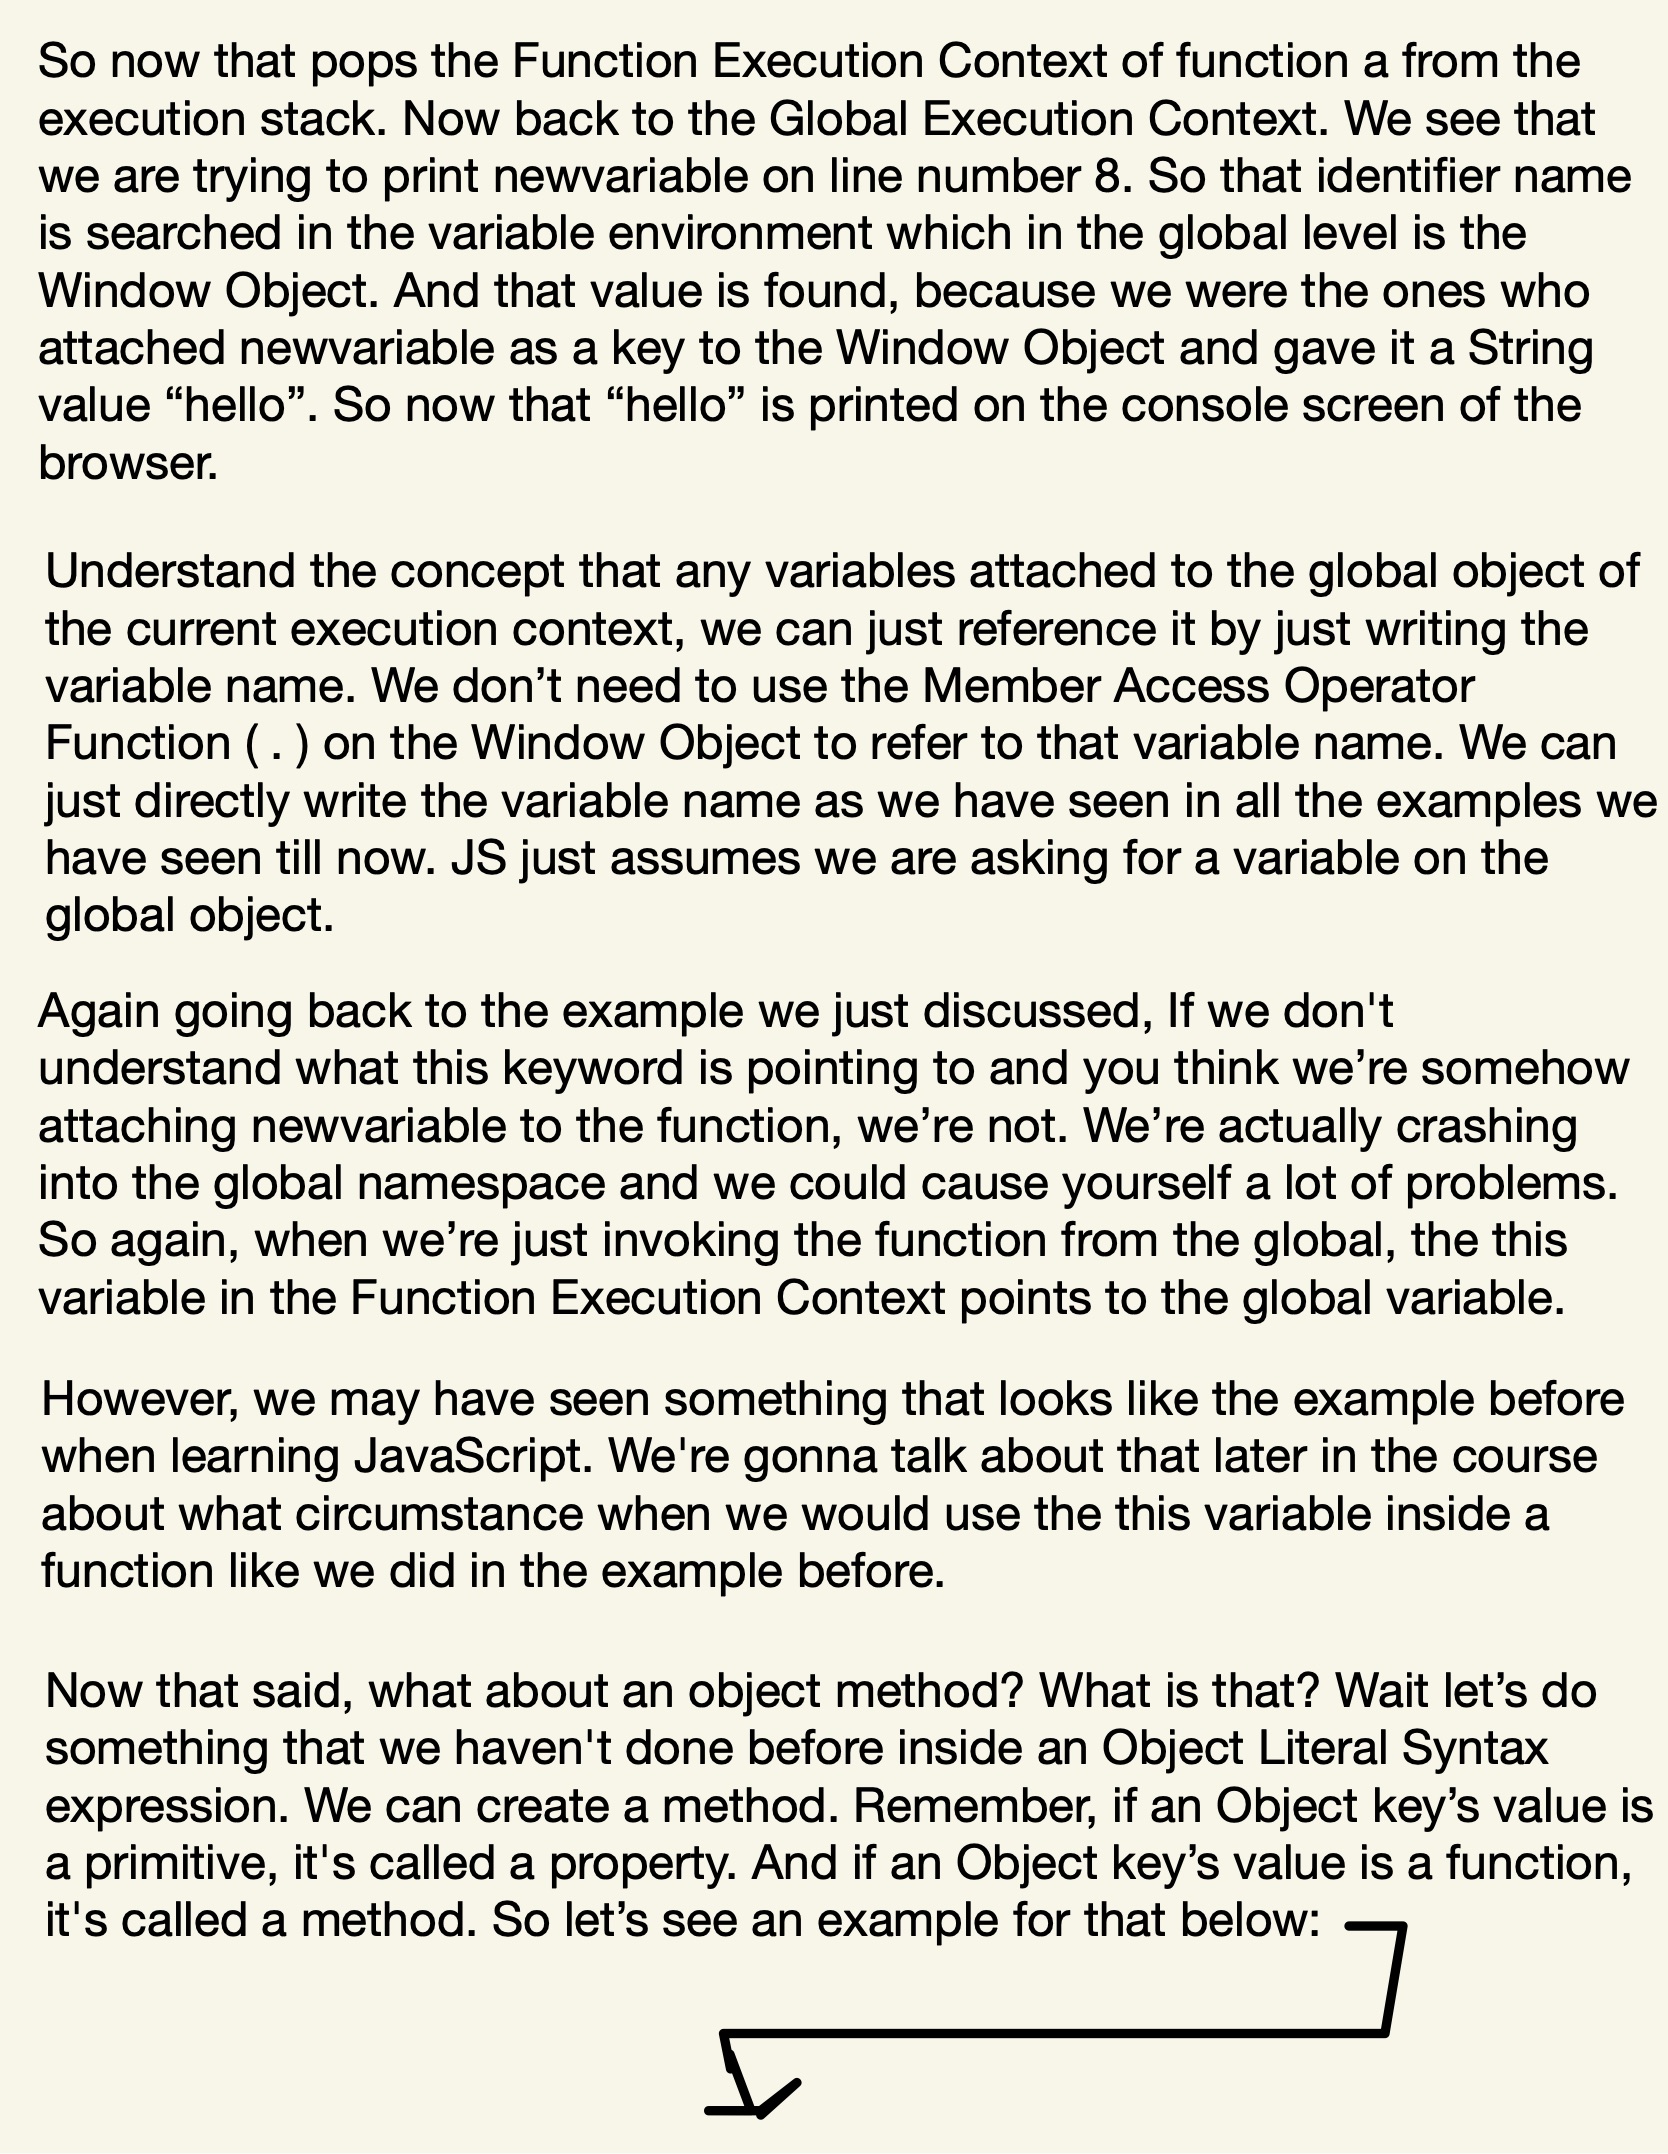 So now that pops the Function Execution Context of function a from the
execution stack. Now back to the Global Execution Context. We see that
we are trying to print newvariable on line number 8. So that identifier name
is searched in the variable environment which in the global level is the
Window Object. And that value is found, because we were the ones who
attached newvariable as a key to the Window Object and gave it a String
value “hello”. So now that “hello” is printed on the console screen of the
browser.
Understand the concept that any variables attached to the global object of
the current execution context, we can just reference it by just writing the
variable name. We don’t need to use the Member Access Operator
Function ( . ) on the Window Object to refer to that variable name. We can
just directly write the variable name as we have seen in all the examples we
have seen till now. JS just assumes we are asking for a variable on the
global object.
Again going back to the example we just discussed, If we don't
understand what this keyword is pointing to and you think we’re somehow
attaching newvariable to the function, we’re not. We’re actually crashing
into the global namespace and we could cause yourself a lot of problems.
So again, when we’re just invoking the function from the global, the this
variable in the Function Execution Context points to the global variable.
However, we may have seen something that looks like the example before
when learning JavaScript. We're gonna talk about that later in the course
about what circumstance when we would use the this variable inside a
function like we did in the example before.
Now that said, what about an object method? What is that? Wait let’s do
something that we haven't done before inside an Object Literal Syntax
expression. We can create a method. Remember, if an Object key’s value is
a primitive, it's called a property. And if an Object key’s value is a function,
it's called a method. So let’s see an example for that below: